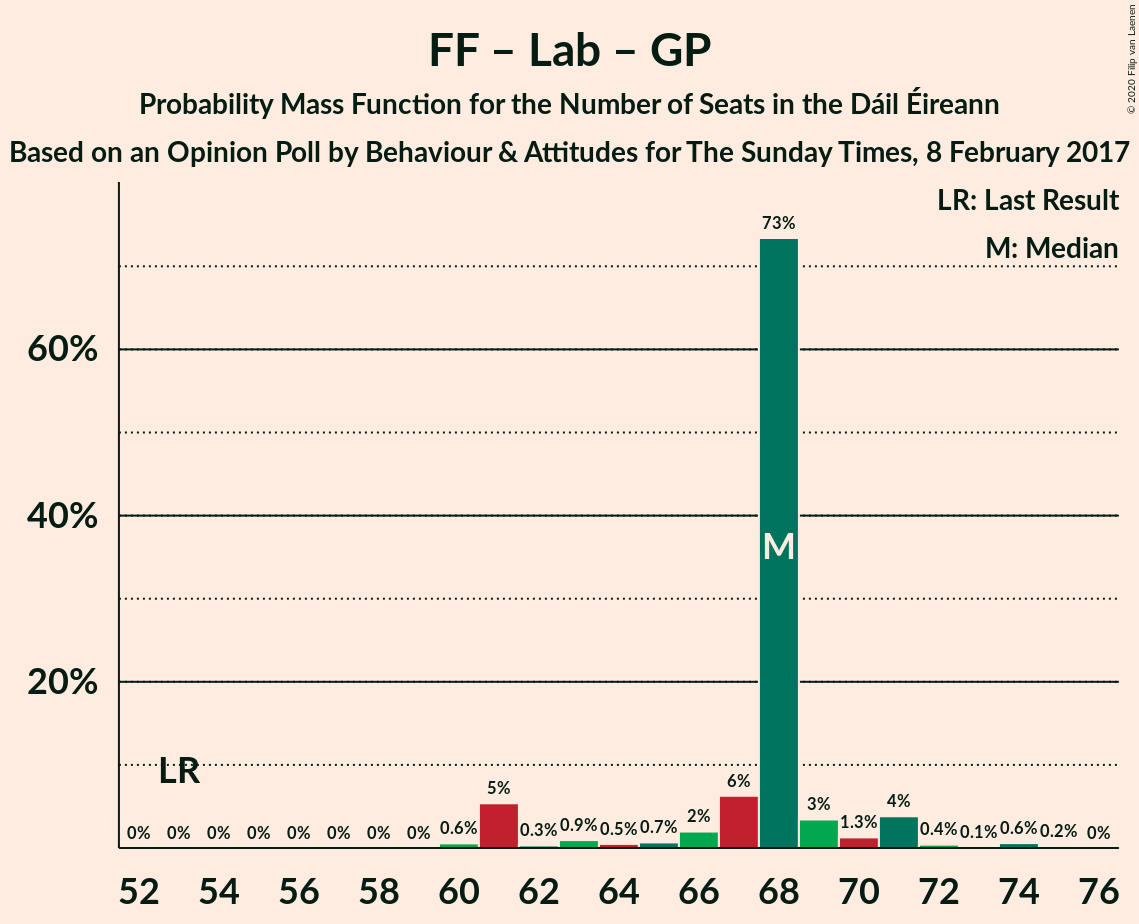 FF – Lab – GP
Probability Mass Function for the Number of Seats in the Dáil Éireann
Based on an Opinion Poll by Behaviour & Attitudes for The Sunday Times, 8 February 2017
© 2020 Filip van Laenen
LR: Last Result
M: Median
60%
40%
20%
LR
M
0% 0% 0% 0% 0% 0% 0% 0% 0.6% 5% 0.3% 0.9% 0.5% 0.7% 2% 6% 73% 3% 1.3% 4% 0.4% 0.1% 0.6% 0.2% 0%
52 54 56 58 60 62 64 66 68 70 72 74 76